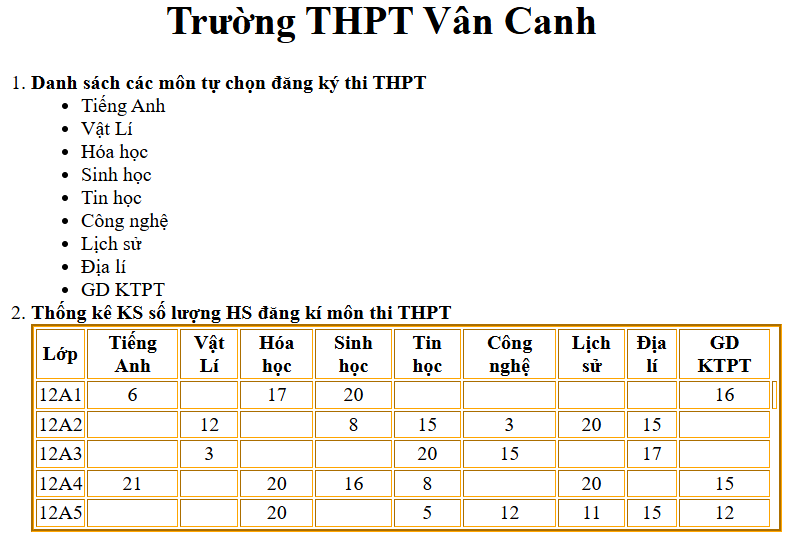 Trường THPT Vân Canh
1. Danh sách các môn tự chọn đăng ký thi THPT
• Tiếng Anh
• Vật Lí
• Hóa học
• Sinh học
• Tin học
• Công nghệ
• Lịch sử
• Địa lí
• GD KTPT
2. Thống kê KS số lượng HS đăng kí môn thi THPT
Lớp Tiếng Anh Vật Lí Hóa học Sinh học Tin học Công nghệ Lịch sử Địa lí GD KTPT
12A1 6 17 20 16
12A2 12 8 15 3 20 15
12A3 3 20 15 17
12A4 21 20 16 8 20 15
12A5 20 5 12 11 15 12